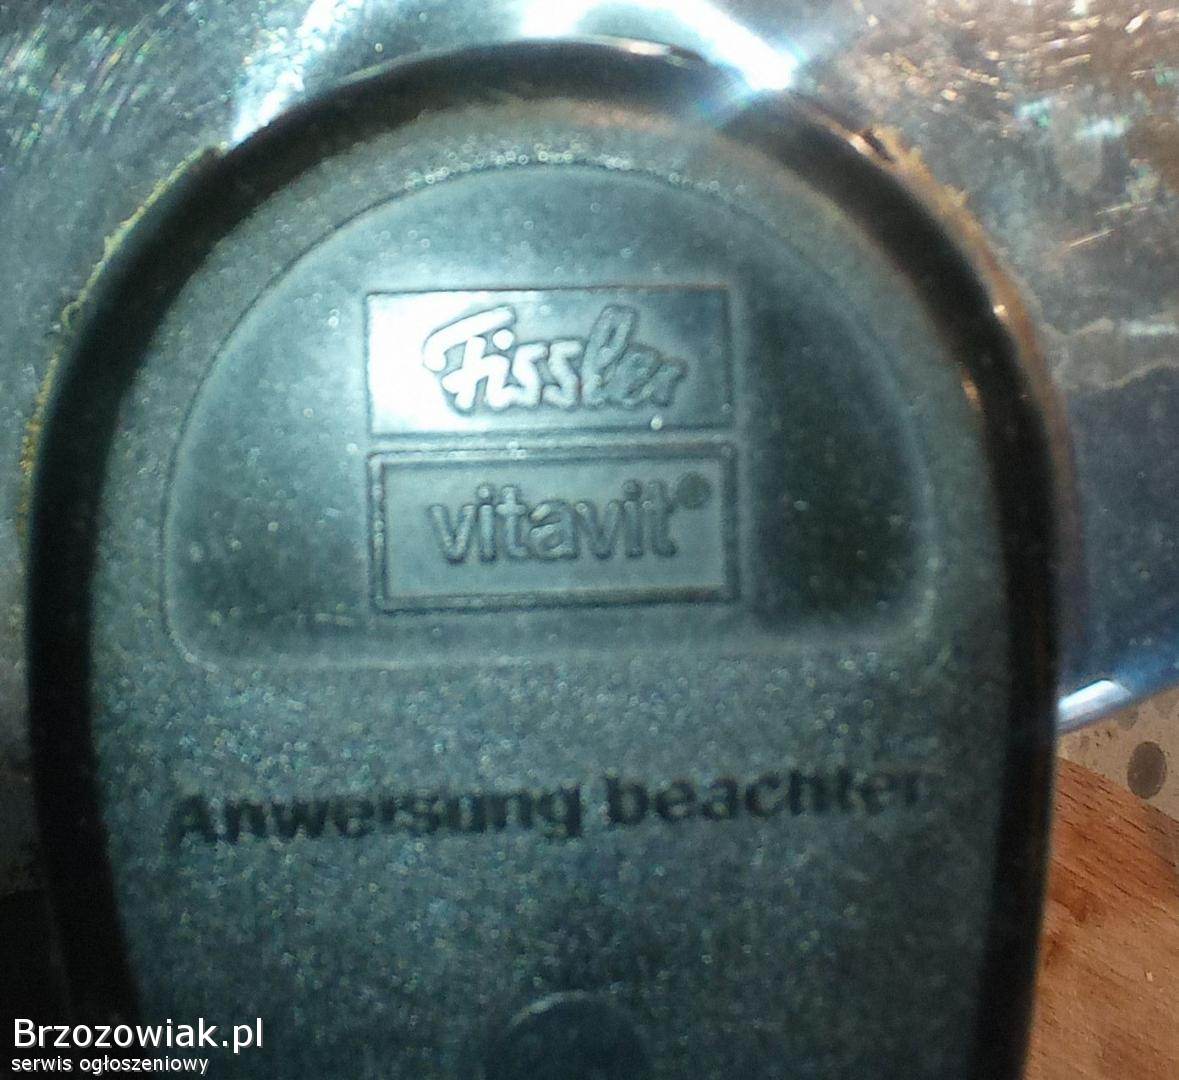 Fissler
vitavit®
Anweisung beachten
Brzozowiak.pl
serwis ogłoszeniowy